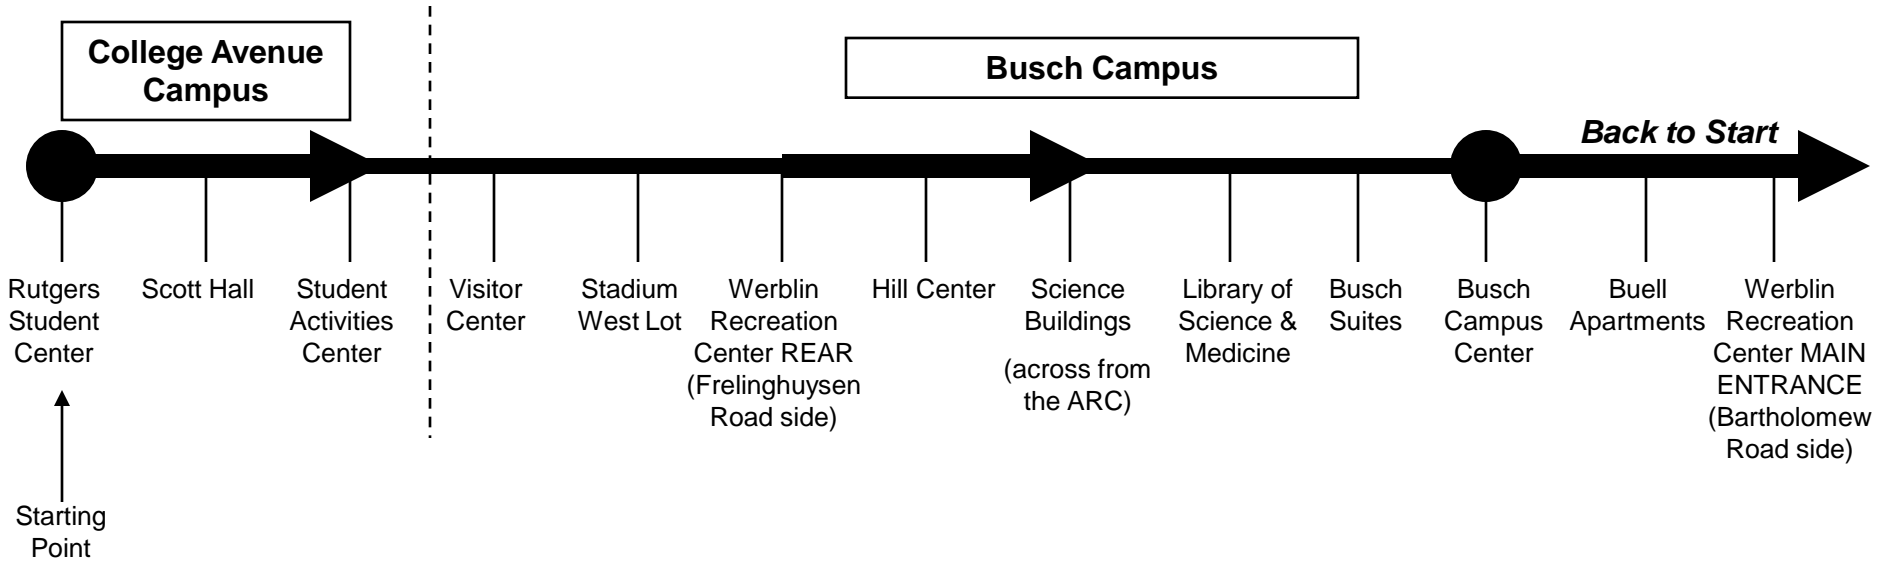 College Avenue
Campus
Busch Campus
Back to Start
Rutgers
Student
Center
Scott Hall
Student
Activities
Center
Visitor
Center
Stadium
West Lot
Werblin
Recreation
Center REAR
(Frelinghuysen
Road side)
Hill Center
Science
Buildings
(across from
the ARC)
Library of
Science &
Medicine
Busch
Suites
Busch
Campus
Center
Buell
Apartments
Werblin
Recreation
Center MAIN
ENTRANCE
(Bartholomew
Road side)
Starting
Point